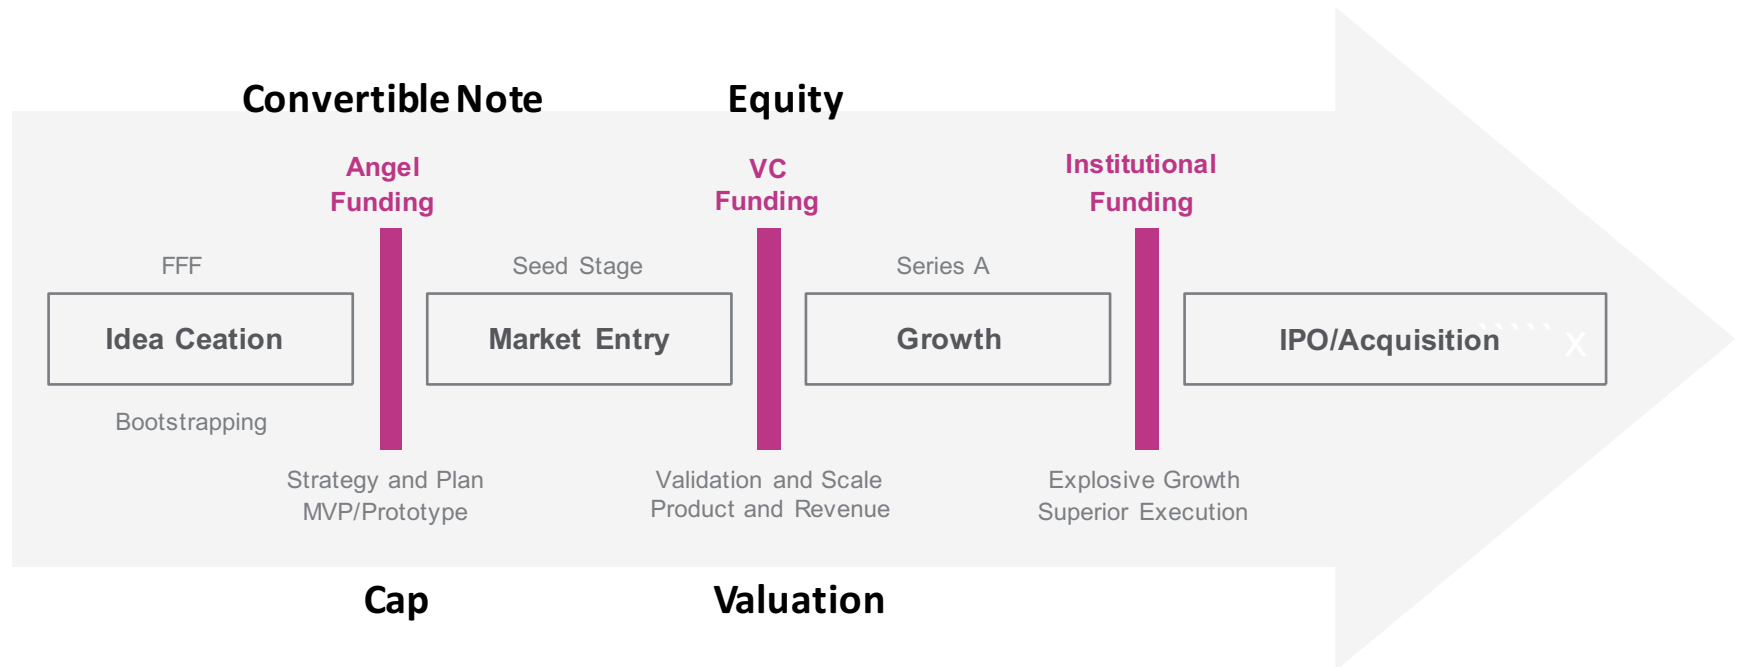 Convertible Note
Equity
Angel
Funding
VC
Funding
Institutional
Funding
FFF
Seed Stage
Series A
Idea Ceation
Market Entry
Growth
IPO/Acquisition ````` x
Bootstrapping
Strategy and Plan
MVP/Prototype
Validation and Scale
Product and Revenue
Explosive Growth
Superior Execution
Cap
Valuation